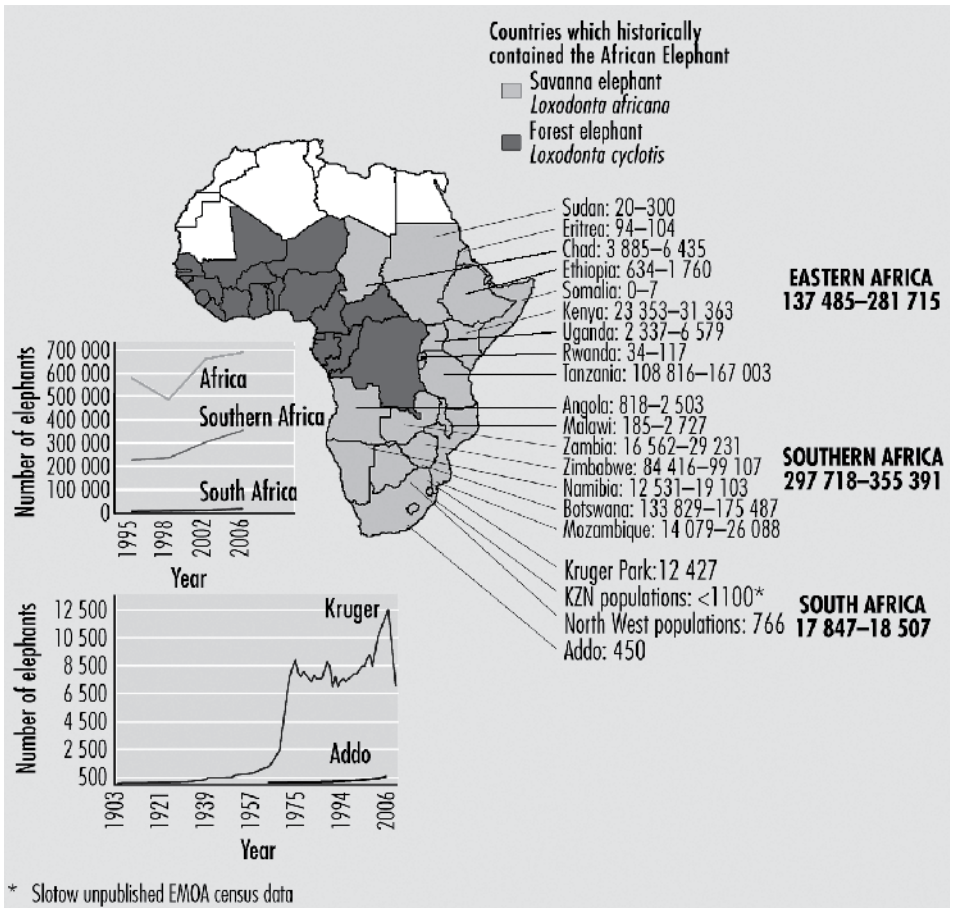 Countries which historically
contained the African Elephant
Savanna elephant
Loxodonta africana
Forest elephant
Loxodonta cyclotis
Sudan: 20–300
Eritrea: 94–104
Chad: 3 885–6 435
Ethiopia: 634–1 760
Somalia: 0–7
Kenya: 23 353–31 363
Uganda: 2 337–6 579
Rwanda: 34–117
Tanzania: 108 816–167 003
EASTERN AFRICA
137 485–281 715
Angola: 818–2 503
Malawi: 185–2 727
Zambia: 16 562–29 231
Zimbabwe: 84 416–99 107
Namibia: 12 531–19 103
Botswana: 133 829–175 487
Mozambique: 14 079–26 088
SOUTHERN AFRICA
297 718–355 391
Kruger Park:12 427
KZN populations: <1100*
North West populations: 766
Addo: 450
SOUTH AFRICA
17 847–18 507
Number of elephants
700 000
600 000
500 000
400 000
300 000
200 000
100 000
0
Africa
Southern Africa
South Africa
1995
1998
2002
2006
Year
Number of elephants
12 500
10 500
8 500
6 500
4 500
2 500
500
Kruger
Addo
1903
1921
1939
1957
1975
1994
2006
Year
* Slotow unpublished EMOA census data